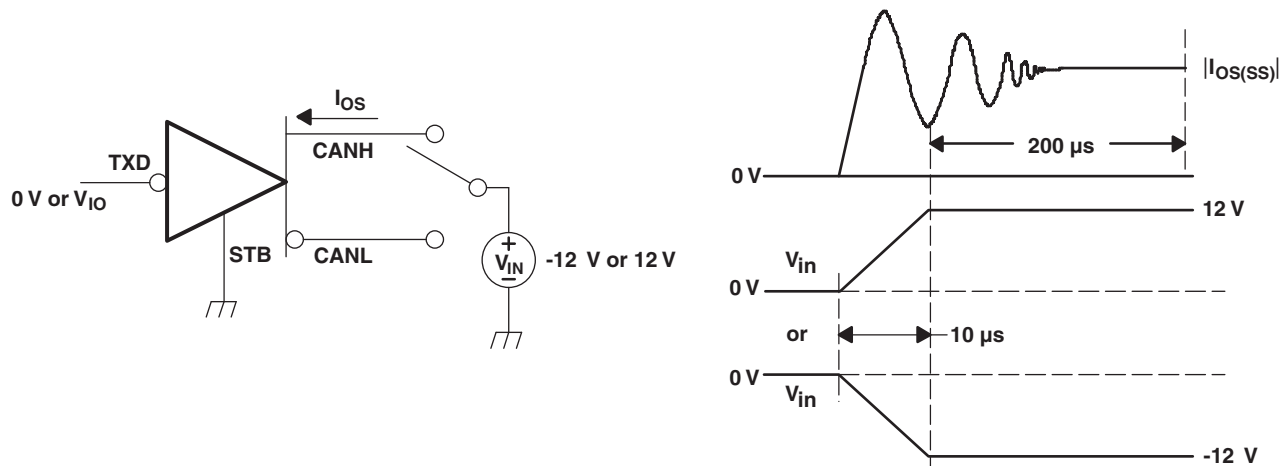 I_OS
TXD
CANH
0 V or V_IO
STB
CANL
+
V_IN
–
-12 V or 12 V
|I_OS(SS)|
200 μs
0 V
12 V
V_in
0 V
or
10 μs
0 V
V_in
-12 V